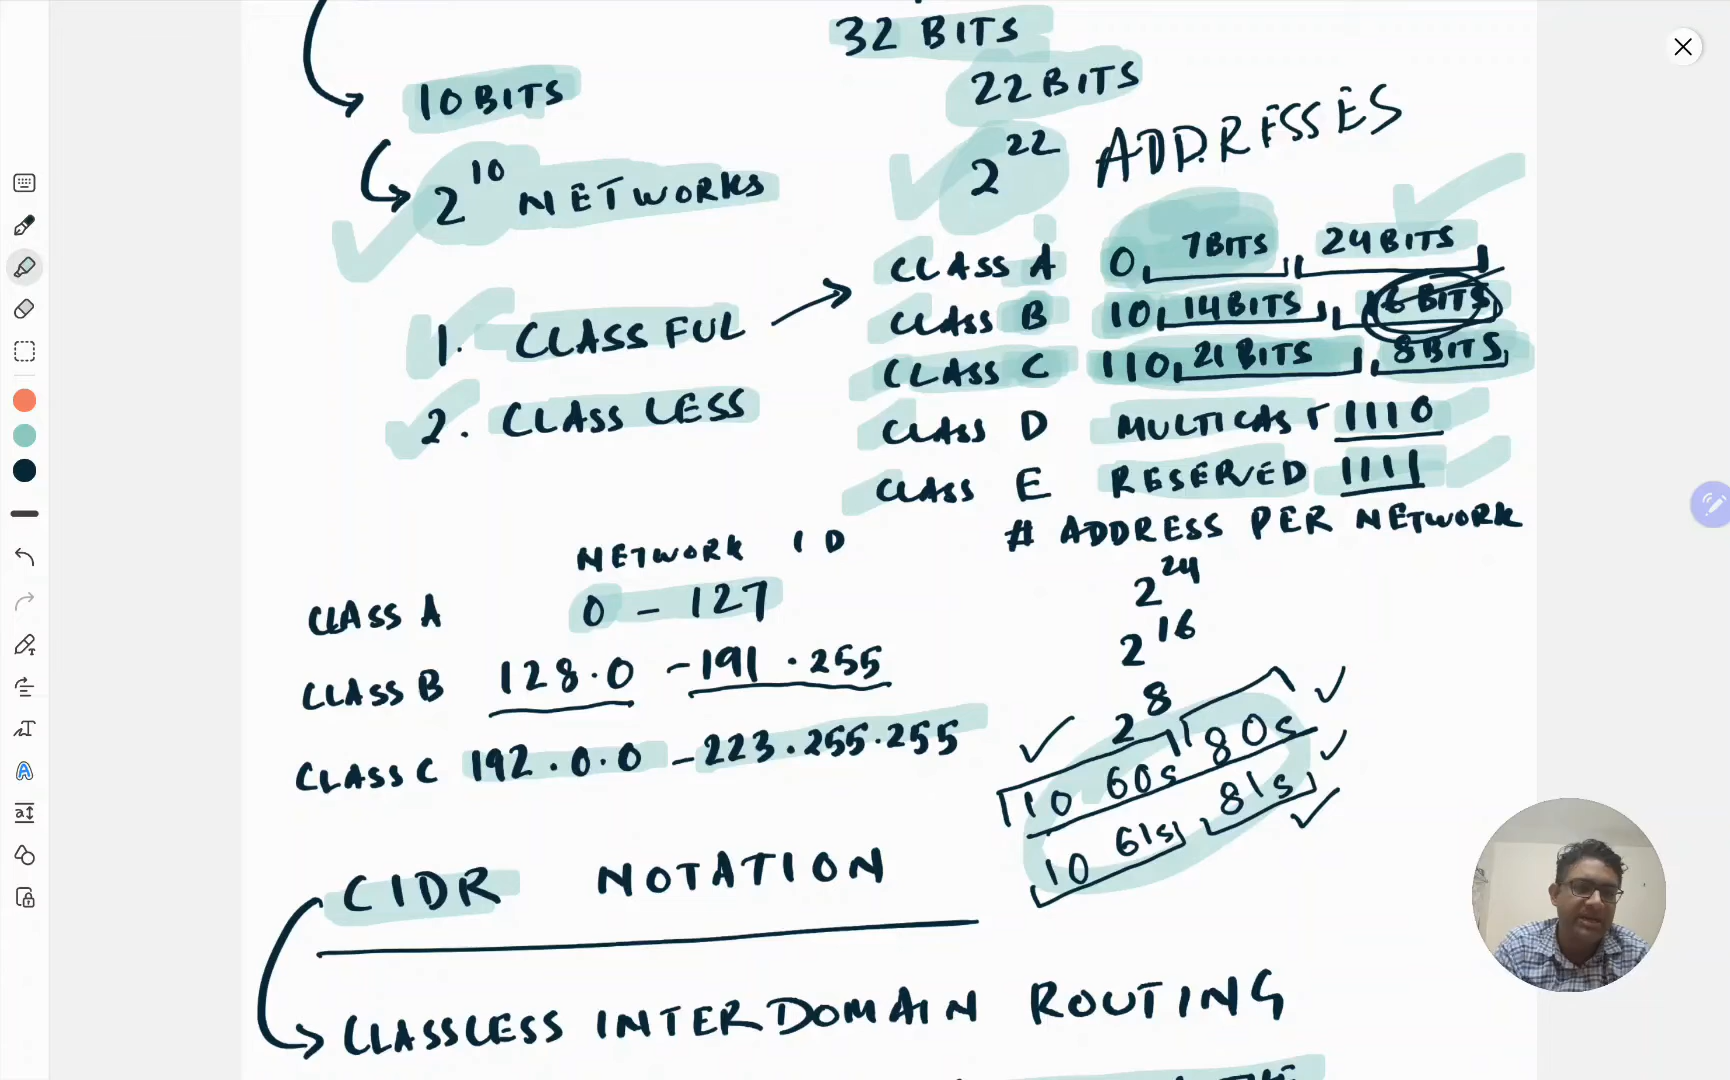 32 BITS
10 BITS
22 BITS
2^10 NETWORKS
2^22 ADDRESSES
CLASS A 0 7 BITS 24 BITS
CLASS B 10 14 BITS 16 BITS
CLASS C 110 21 BITS 8 BITS
CLASS D MULTICAST 1110
CLASS E RESERVED 1111
1. CLASS FUL
2. CLASS LESS
NETWORK ID # ADDRESS PER NETWORK
CLASS A 0 - 127 2^24
CLASS B 128.0 - 191.255 2^16
CLASS C 192.0.0 - 223.255.255 2^8
10 60s 80s
10 61s 81s
CIDR NOTATION
CLASSLESS INTERDOMAIN ROUTING